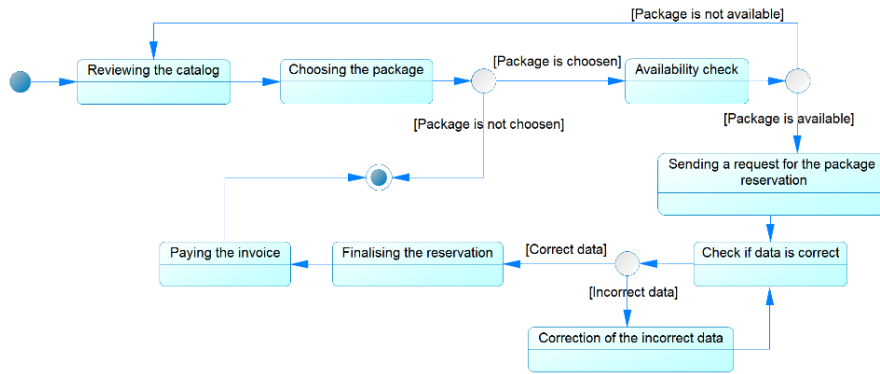 [Package is not available]
Reviewing the catalog
Choosing the package
[Package is choosen]
Availability check
[Package is not choosen]
[Package is available]
Sending a request for the package
reservation
Paying the invoice
Finalising the reservation
[Correct data]
Check if data is correct
[Incorrect data]
Correction of the incorrect data